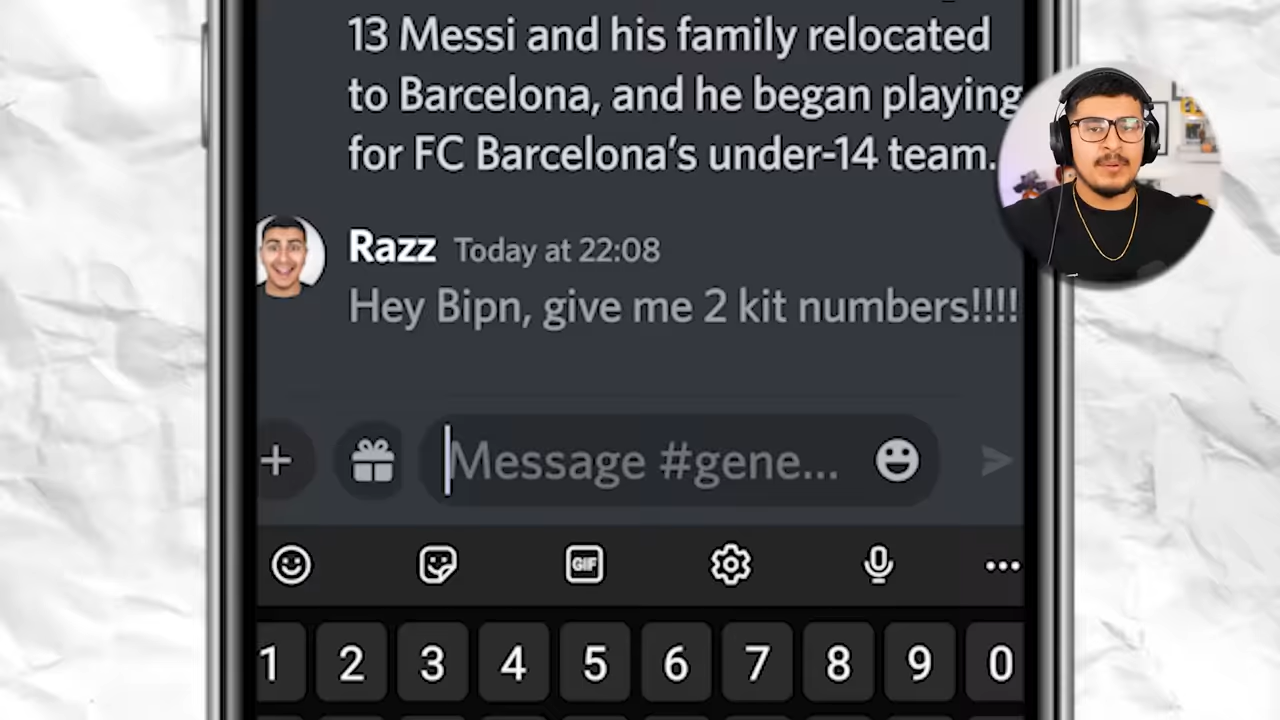 13 Messi and his family relocated
to Barcelona, and he began playing
for FC Barcelona’s under-14 team.
Razz Today at 22:08
Hey Bipn, give me 2 kit numbers!!!!
Message #gene...
GIF
1 2 3 4 5 6 7 8 9 0